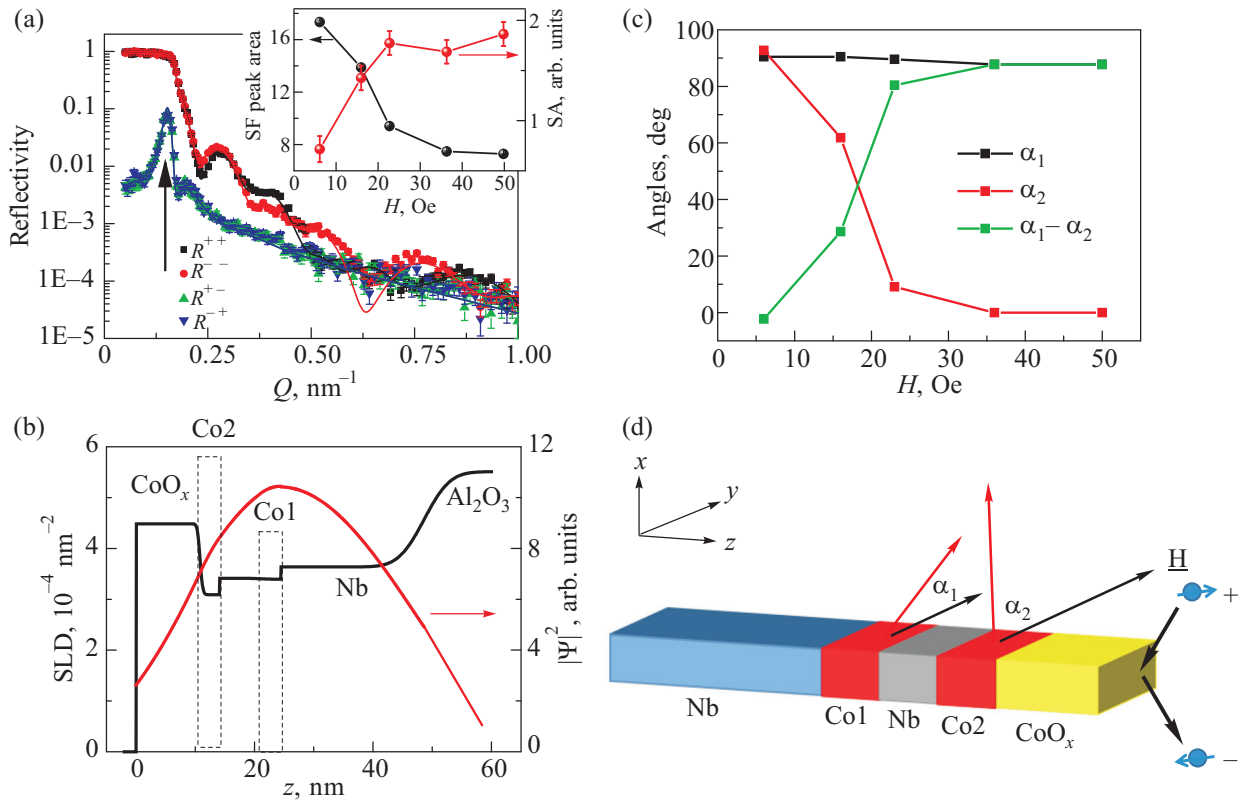 (a)
Reflectivity
1
0.1
0.01
1E−3
1E−4
1E−5
0
0.25
0.50
0.75
1.00
Q, nm⁻¹
R⁺⁺
R⁻⁻
R⁺⁻
R⁻⁺
SF peak area
16
12
8
0 10 20 30 40 50
H, Oe
2
1
SA, arb. units
(c)
Angles, deg
100
80
60
40
20
0
0 10 20 30 40 50
H, Oe
α₁
α₂
α₁− α₂
(b)
SLD, 10⁻⁴ nm⁻²
6
4
2
0
CoOₓ
Co2
Co1
Nb
Al₂O₃
0 20 40 60
z, nm
12
9
6
3
0
|Ψ|², arb. units
(d)
x
y
z
α₁
α₂
H
+
−
Nb
Co1
Nb
Co2
CoOₓ